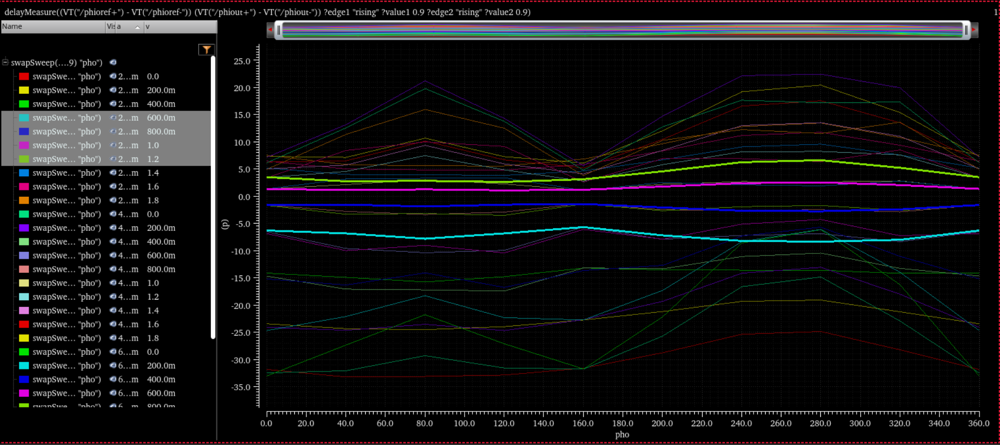 delayMeasure((VT("/phioref+") - VT("/phioref-")) (VT("/phiout+") - VT("/phiout-")) ?edge1 "rising" ?value1 0.9 ?edge2 "rising" ?value2 0.9)
1
Name Vis a v
swapSweep(....9) "pho")
swapSwe... "pho") 2...m 0.0
swapSwe... "pho") 2...m 200.0m
swapSwe... "pho") 2...m 400.0m
swapSwe... "pho") 2...m 600.0m
swapSwe... "pho") 2...m 800.0m
swapSwe... "pho") 2...m 1.0
swapSwe... "pho") 2...m 1.2
swapSwe... "pho") 2...m 1.4
swapSwe... "pho") 2...m 1.6
swapSwe... "pho") 2...m 1.8
swapSwe... "pho") 4...m 0.0
swapSwe... "pho") 4...m 200.0m
swapSwe... "pho") 4...m 400.0m
swapSwe... "pho") 4...m 600.0m
swapSwe... "pho") 4...m 800.0m
swapSwe... "pho") 4...m 1.0
swapSwe... "pho") 4...m 1.2
swapSwe... "pho") 4...m 1.4
swapSwe... "pho") 4...m 1.6
swapSwe... "pho") 4...m 1.8
swapSwe... "pho") 6...m 0.0
swapSwe... "pho") 6...m 200.0m
swapSwe... "pho") 6...m 400.0m
swapSwe... "pho") 6...m 600.0m
swapSwe... "pho") 6...m 800.0m
(p)
25.0
20.0
15.0
10.0
5.0
0.0
-5.0
-10.0
-15.0
-20.0
-25.0
-30.0
-35.0
0.0 20.0 40.0 60.0 80.0 100.0 120.0 140.0 160.0 180.0 200.0 220.0 240.0 260.0 280.0 300.0 320.0 340.0 360.0
pho